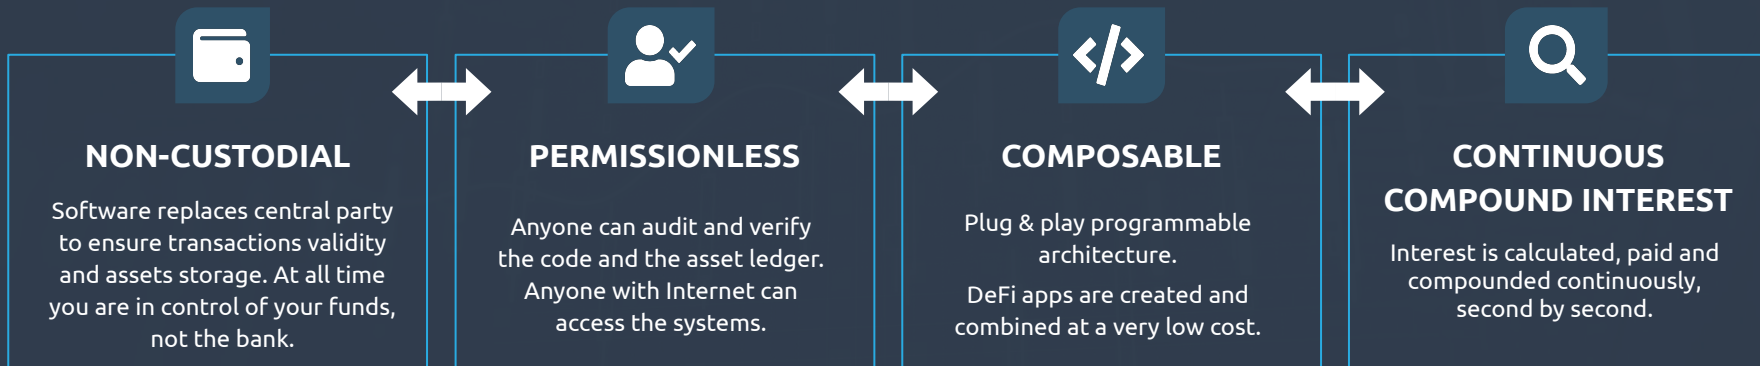 NON-CUSTODIAL
Software replaces central party
to ensure transactions validity
and assets storage. At all time
you are in control of your funds,
not the bank.
PERMISSIONLESS
Anyone can audit and verify
the code and the asset ledger.
Anyone with Internet can
access the systems.
COMPOSABLE
Plug & play programmable
architecture.
DeFi apps are created and
combined at a very low cost.
CONTINUOUS
COMPOUND INTEREST
Interest is calculated, paid and
compounded continuously,
second by second.